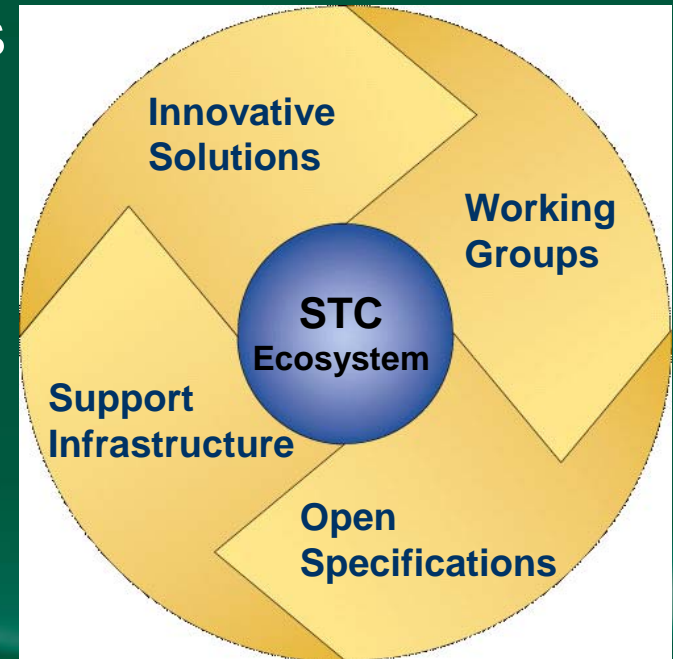 s
Innovative
Solutions
Working
Groups
STC
Ecosystem
Support
Infrastructure
Open
Specifications